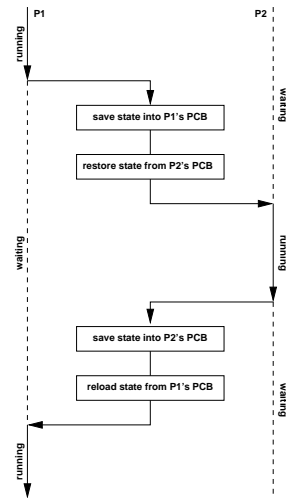 P1
P2
running
waiting
save state into P1's PCB
restore state from P2's PCB
waiting
running
save state into P2's PCB
reload state from P1's PCB
waiting
running